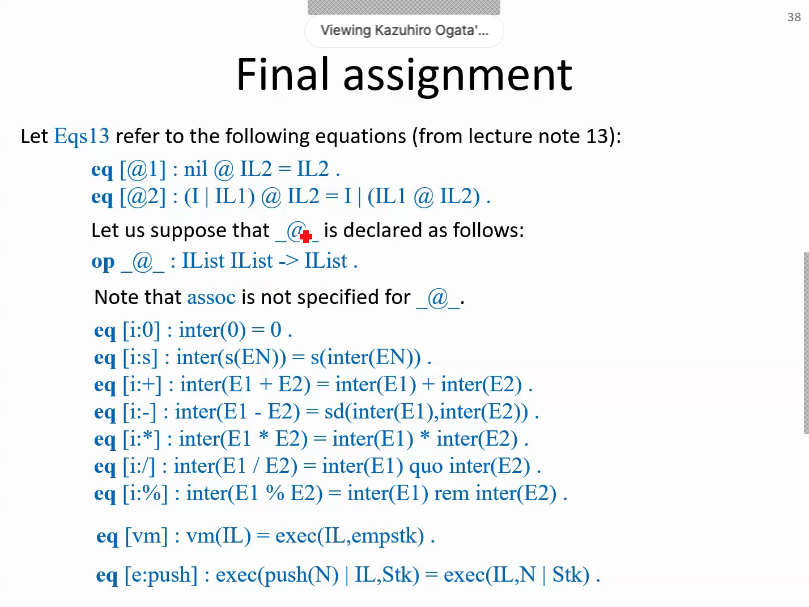 Viewing Kazuhiro Ogata'...
38
Final assignment
Let Eqs13 refer to the following equations (from lecture note 13):
eq [@1] : nil @ IL2 = IL2 .
eq [@2] : (I | IL1) @ IL2 = I | (IL1 @ IL2) .
Let us suppose that _@_ is declared as follows:
op _@_ : IList IList -> IList .
Note that assoc is not specified for _@_.
eq [i:0] : inter(0) = 0 .
eq [i:s] : inter(s(EN)) = s(inter(EN)) .
eq [i:+] : inter(E1 + E2) = inter(E1) + inter(E2) .
eq [i:-] : inter(E1 - E2) = sd(inter(E1),inter(E2)) .
eq [i:*] : inter(E1 * E2) = inter(E1) * inter(E2) .
eq [i:/] : inter(E1 / E2) = inter(E1) quo inter(E2) .
eq [i:%] : inter(E1 % E2) = inter(E1) rem inter(E2) .
eq [vm] : vm(IL) = exec(IL,empstk) .
eq [e:push] : exec(push(N) | IL,Stk) = exec(IL,N | Stk) .